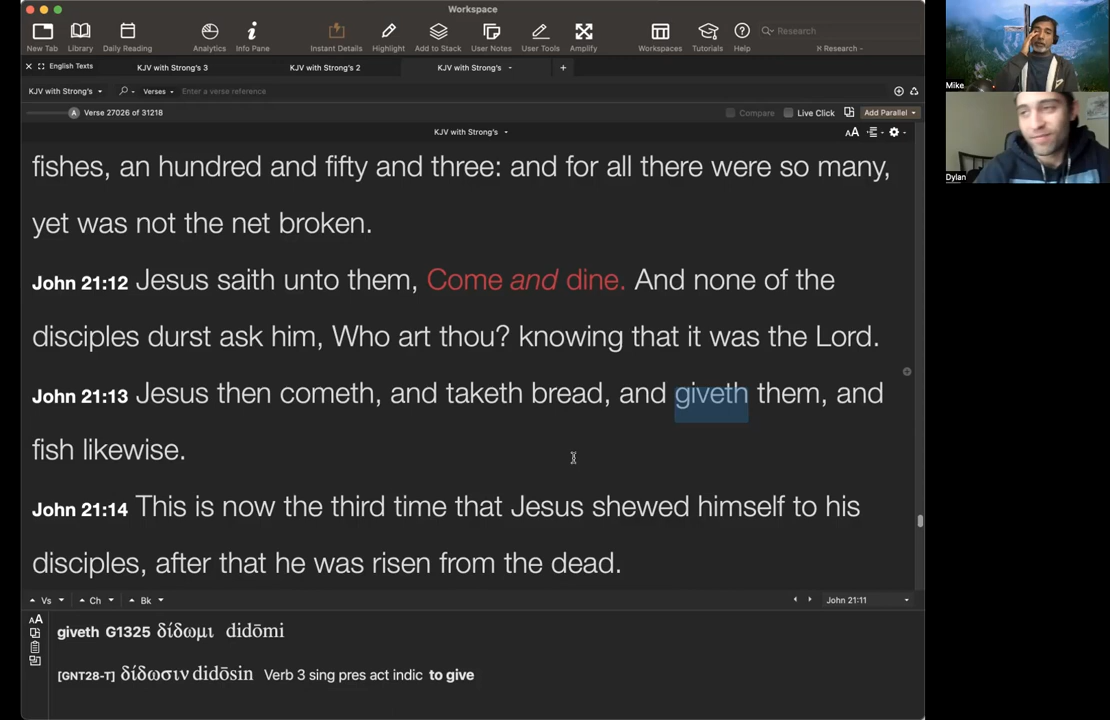 Workspace
New Tab Library Daily Reading Analytics Info Pane Instant Details Highlight Add to Stack User Notes User Tools Amplify Workspaces Tutorials Help Research
Research
English Texts KJV with Strong's 3 KJV with Strong's 2 KJV with Strong's
KJV with Strong's Verses Enter a verse reference
A Verse 27026 of 31218 Compare Live Click Add Parallel
KJV with Strong's
fishes, an hundred and fifty and three: and for all there were so many,
yet was not the net broken.
John 21:12 Jesus saith unto them, Come and dine. And none of the
disciples durst ask him, Who art thou? knowing that it was the Lord.
John 21:13 Jesus then cometh, and taketh bread, and giveth them, and
fish likewise.
John 21:14 This is now the third time that Jesus shewed himself to his
disciples, after that he was risen from the dead.
Vs Ch Bk John 21:11
giveth G1325 δίδωμι didōmi
[GNT28-T] δίδωσιν didōsin Verb 3 sing pres act indic to give
Mike
Dylan